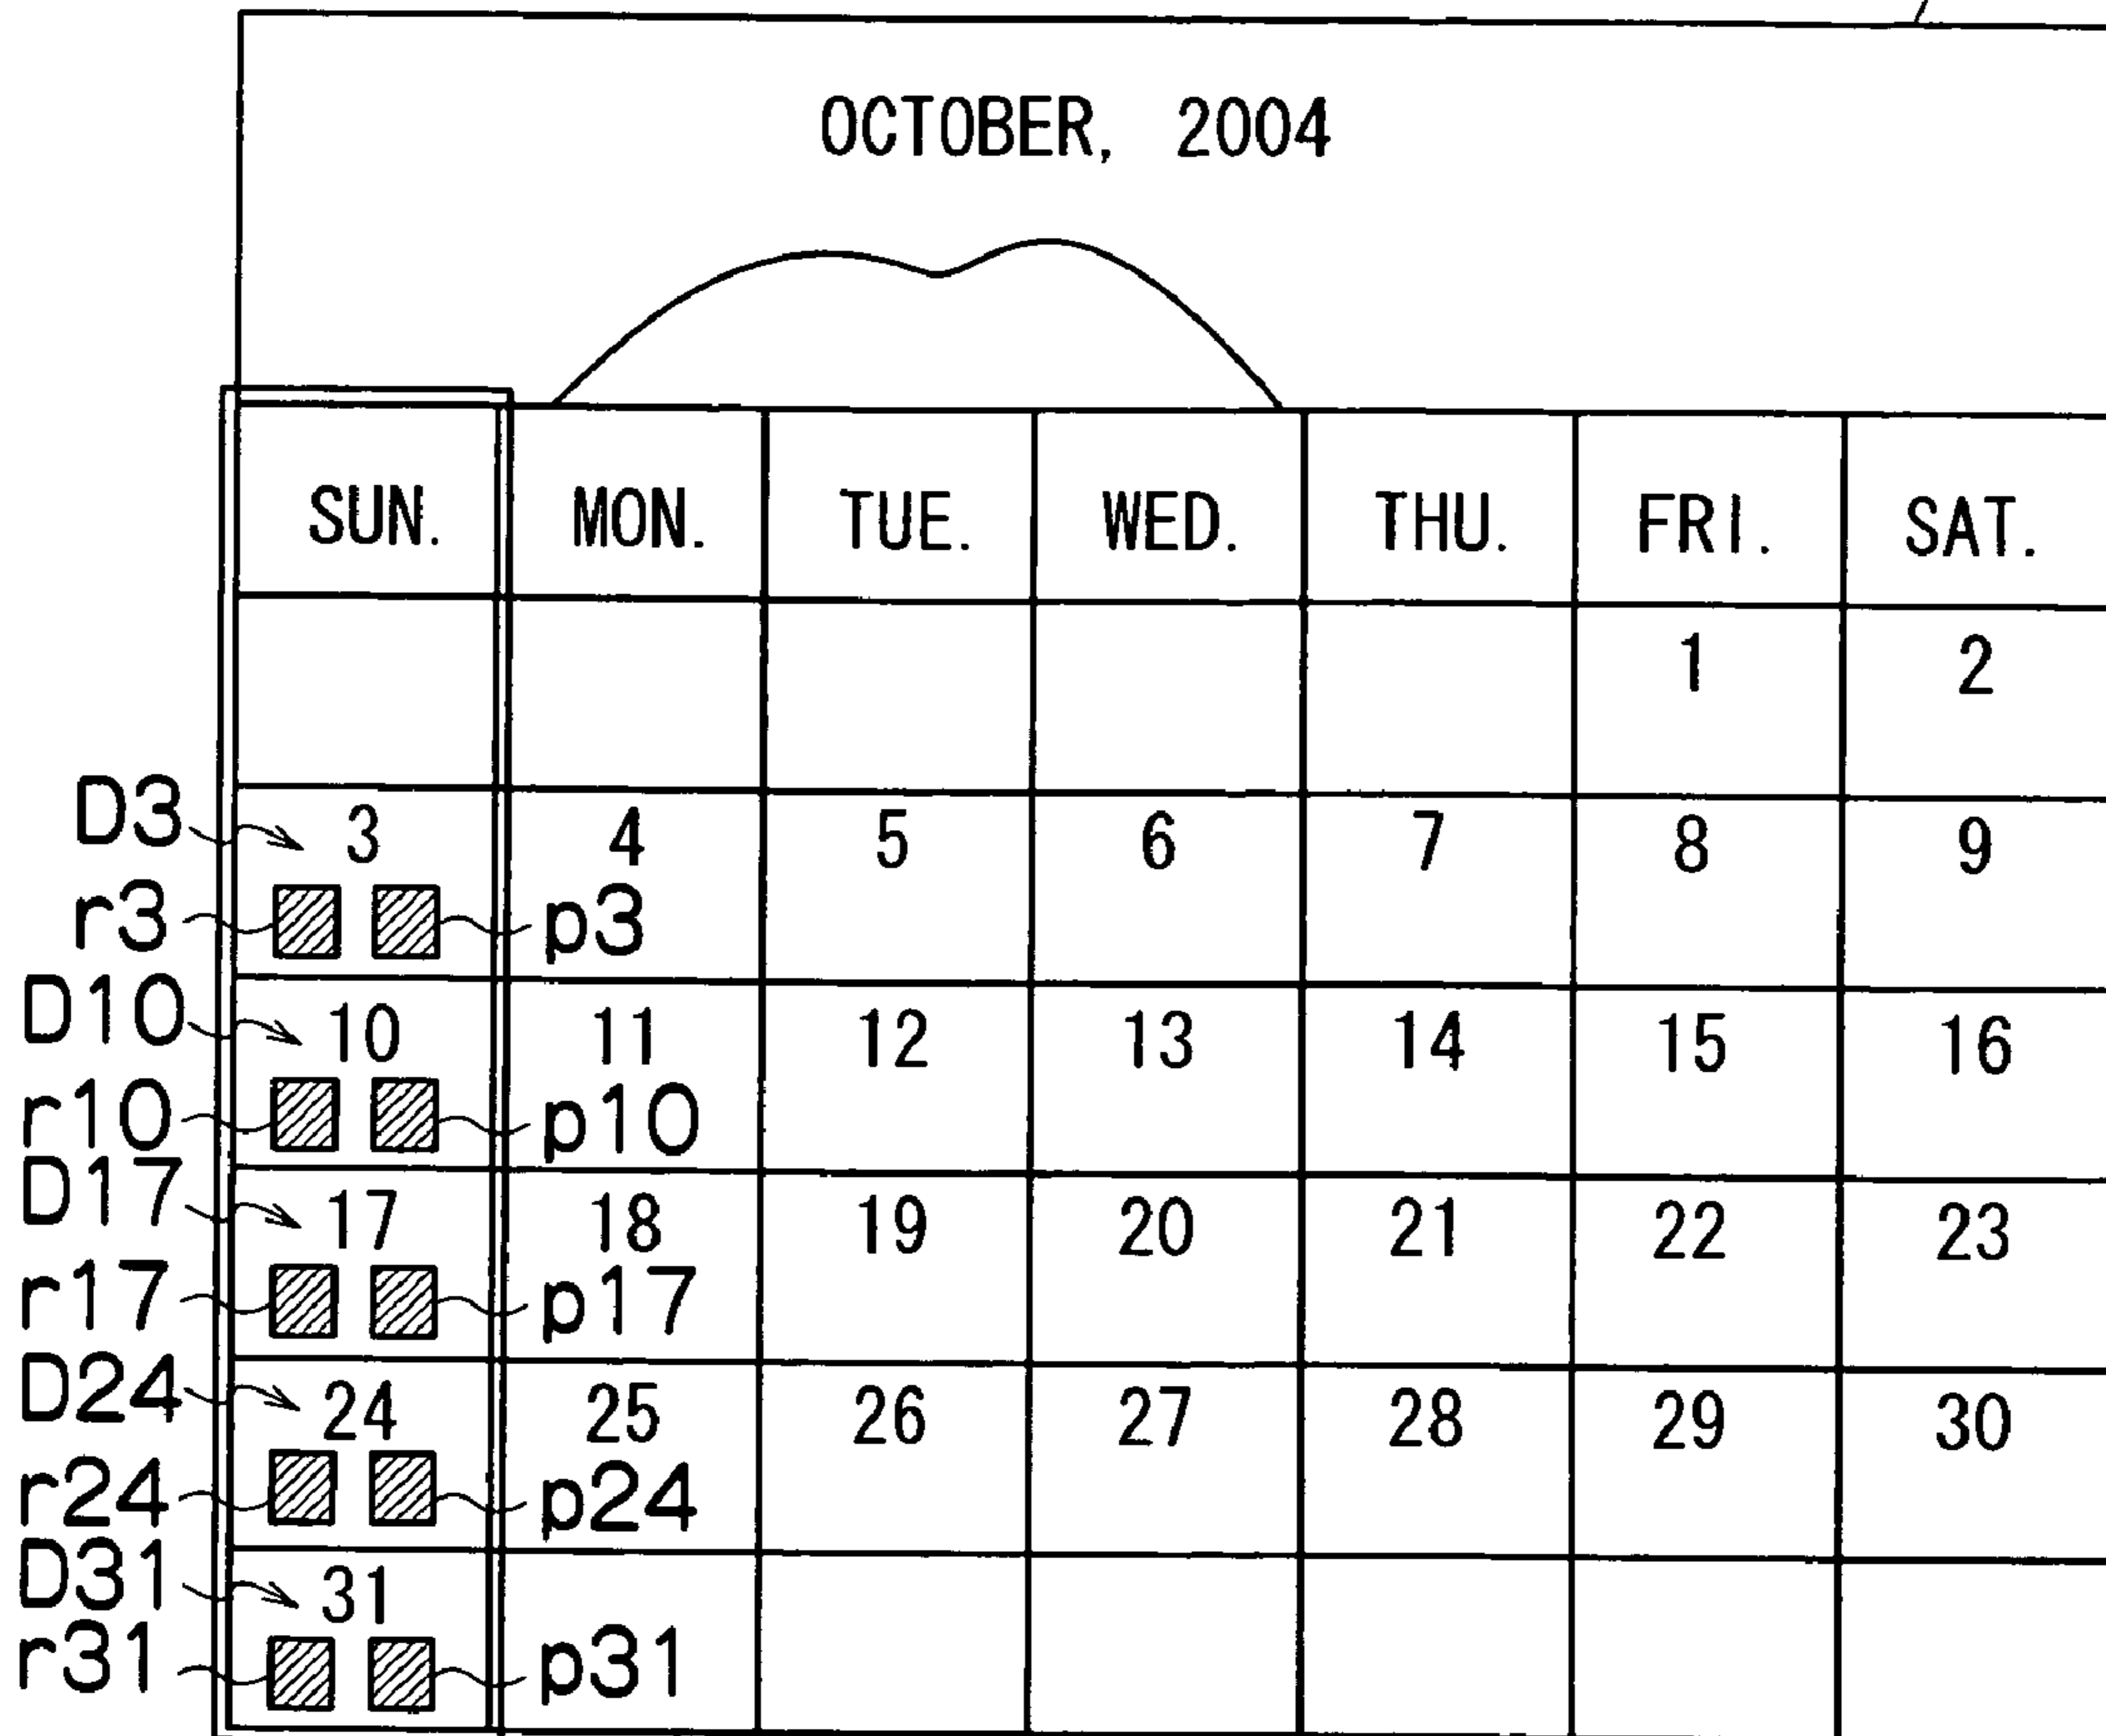 OCTOBER, 2004
SUN. MON. TUE. WED. THU. FRI. SAT.
1 2
D3 3 4 5 6 7 8 9
r3 p3
D10 10 11 12 13 14 15 16
r10 p10
D17 17 18 19 20 21 22 23
r17 p17
D24 24 25 26 27 28 29 30
r24 p24
D31 31
r31 p31